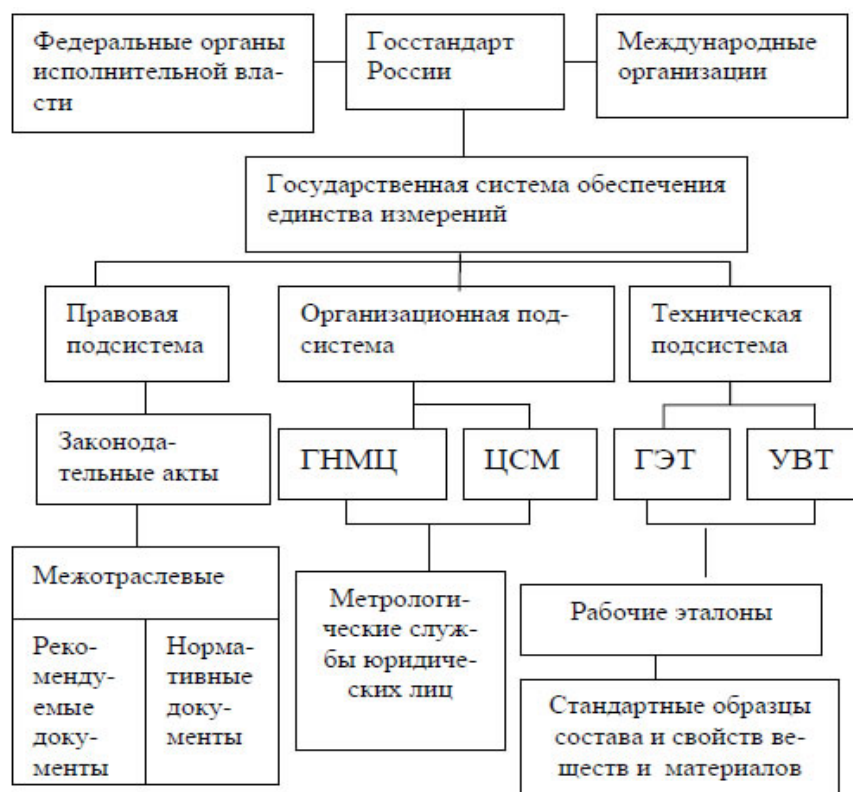 Федеральные органы
исполнительной вла-
сти
Госстандарт
России
Международные
организации
Государственная система обеспечения
единства измерений
Правовая
подсистема
Организационная под-
система
Техническая
подсистема
Законода-
тельные акты
ГНМЦ
ЦСМ
ГЭТ
УВТ
Межотраслевые
Реко-
мендуе-
емые
доку-
менты
Норма-
тивные
доку-
менты
Метрологи-
ческие служ-
бы юридиче-
ских лиц
Рабочие эталоны
Стандартные образцы
состава и свойств ве-
ществ и материалов